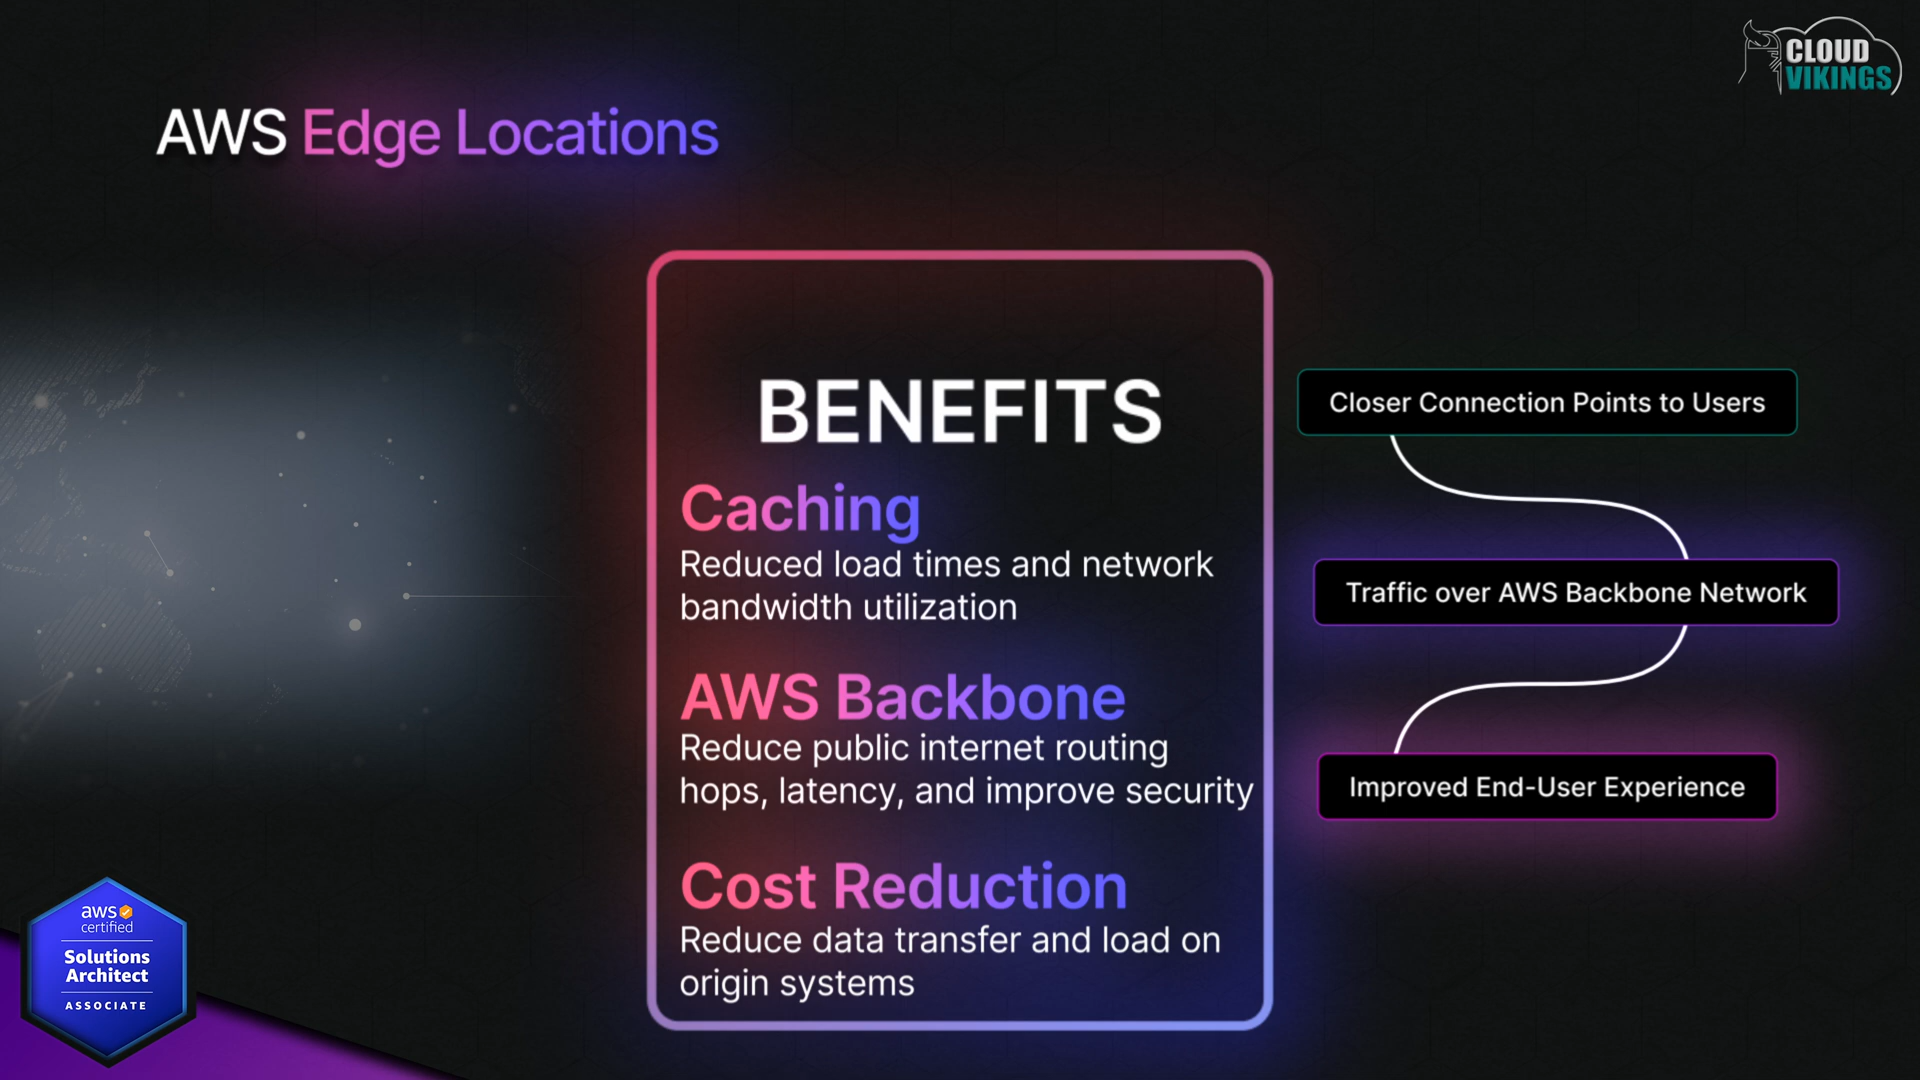 CLOUD
VIKINGS
AWS Edge Locations
BENEFITS
Caching
Reduced load times and network
bandwidth utilization
AWS Backbone
Reduce public internet routing
hops, latency, and improve security
Cost Reduction
Reduce data transfer and load on
origin systems
Closer Connection Points to Users
Traffic over AWS Backbone Network
Improved End-User Experience
aws
certified
Solutions
Architect
ASSOCIATE